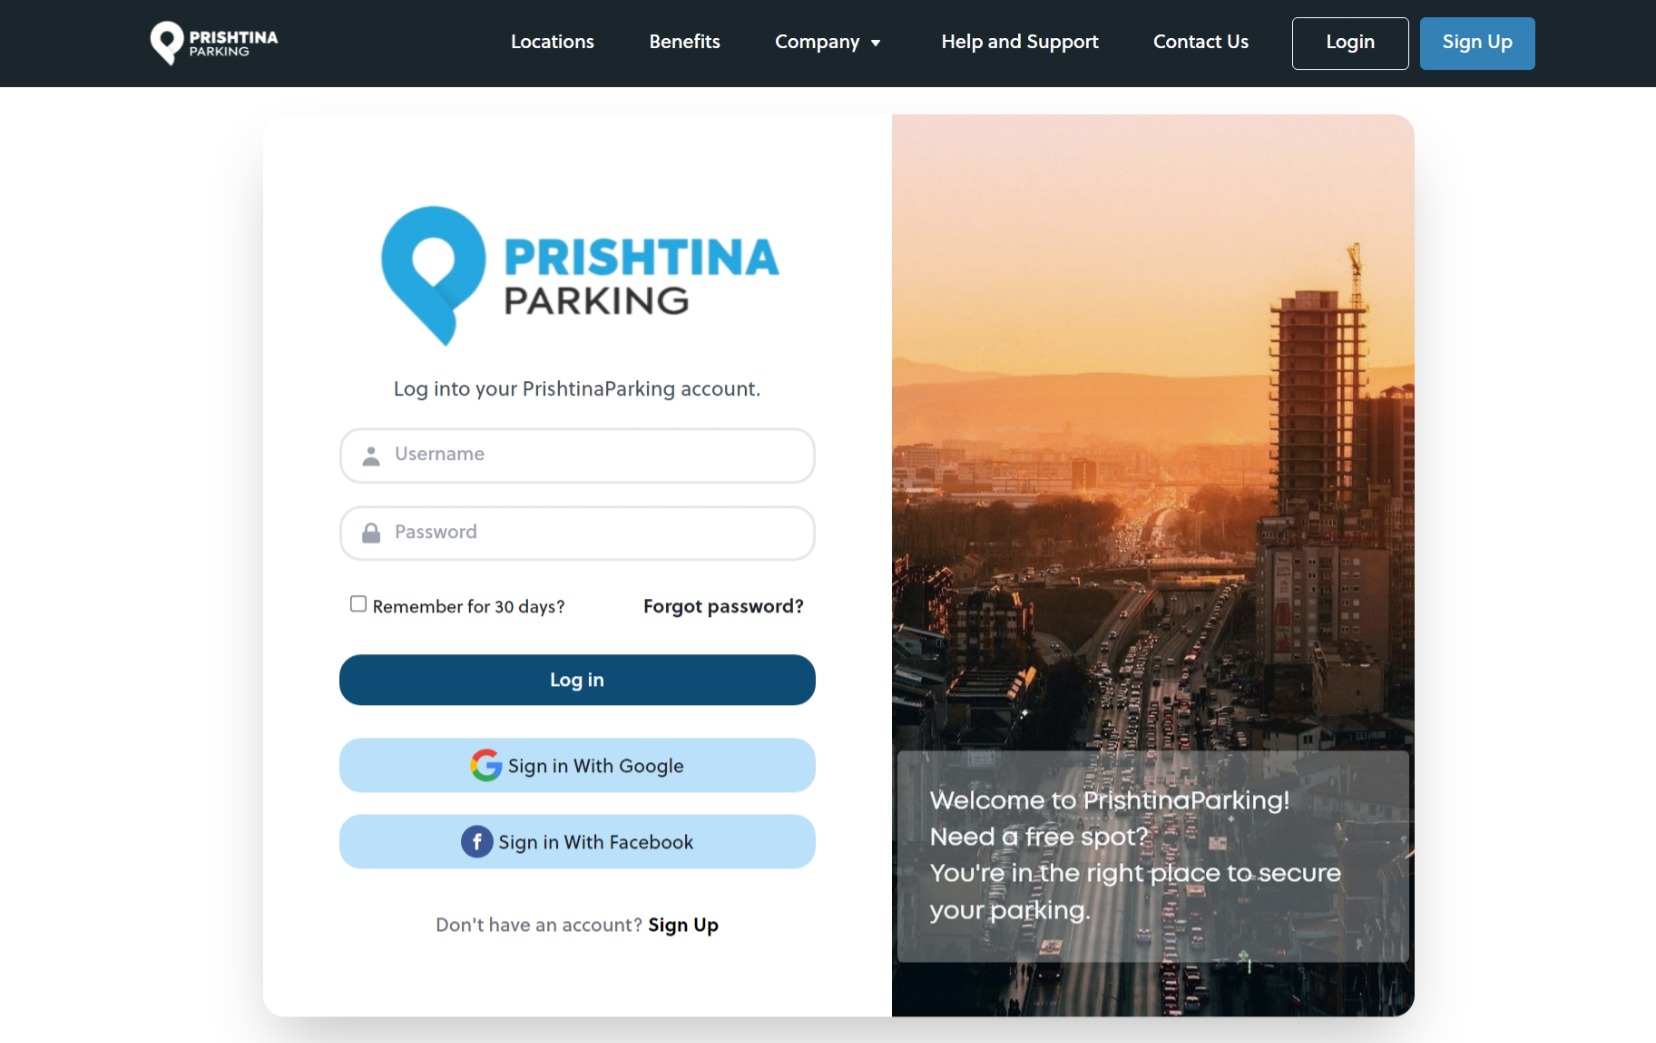 PRISHTINA
PARKING
Locations
Benefits
Company
Help and Support
Contact Us
Login
Sign Up
PRISHTINA
PARKING
Log into your PrishtinaParking account.
Username
Password
Remember for 30 days?
Forgot password?
Log in
Sign in With Google
Sign in With Facebook
Don't have an account? Sign Up
Welcome to PrishtinaParking!
Need a free spot?
You're in the right place to secure
your parking.